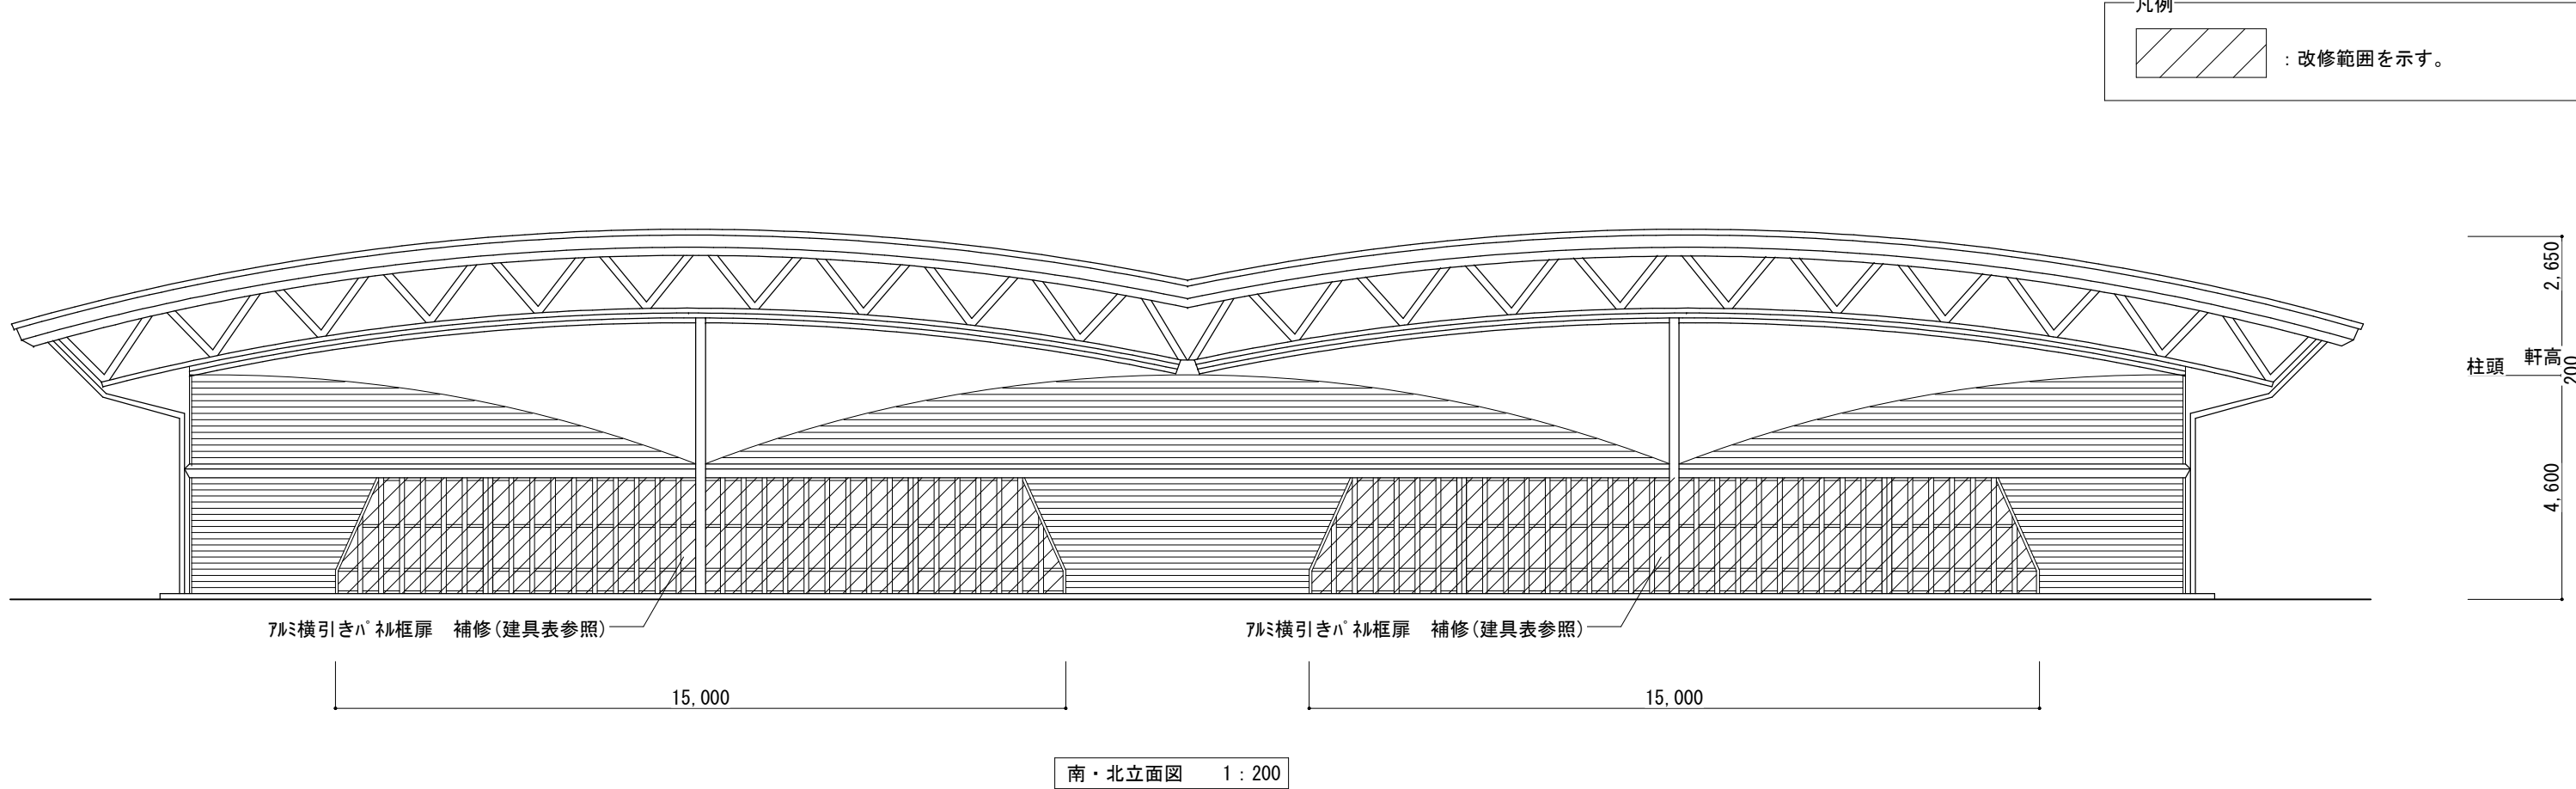 凡例
：改修範囲を示す。
2,650
柱頭 軒高
200
4,600
ｱﾙﾐ横引きﾊﾟﾈﾙ框扉　補修(建具表参照)
ｱﾙﾐ横引きﾊﾟﾈﾙ框扉　補修(建具表参照)
15,000
15,000
南・北立面図　1：200